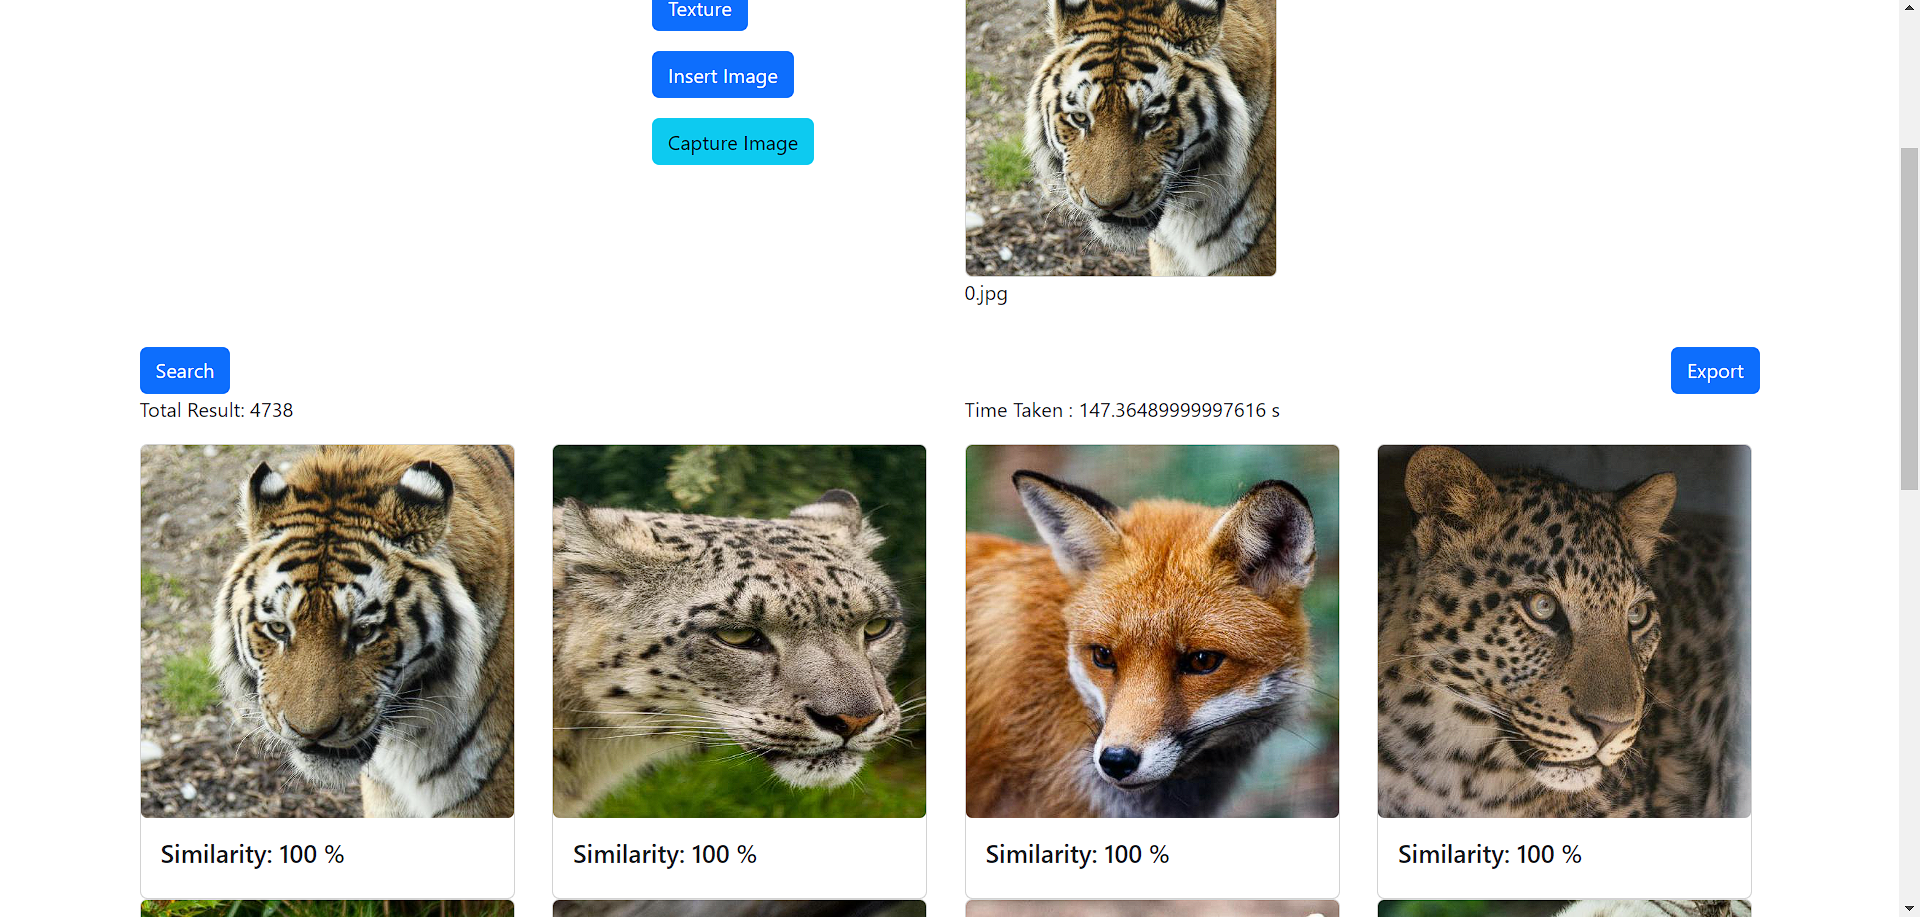 Texture
Insert Image
Capture Image
0.jpg
Search
Export
Total Result: 4738
Time Taken : 147.36489999997616 s
Similarity: 100 %
Similarity: 100 %
Similarity: 100 %
Similarity: 100 %